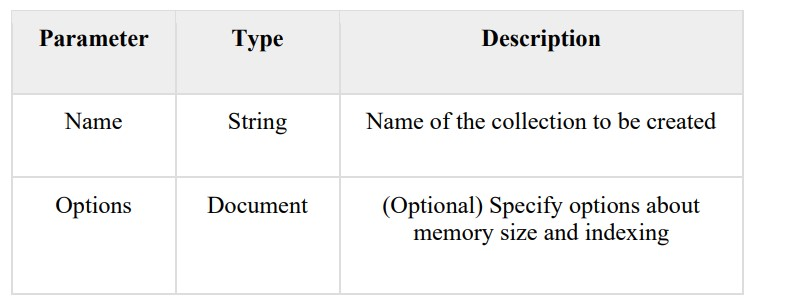 Parameter Type Description
Name String Name of the collection to be created
Options Document (Optional) Specify options about
memory size and indexing